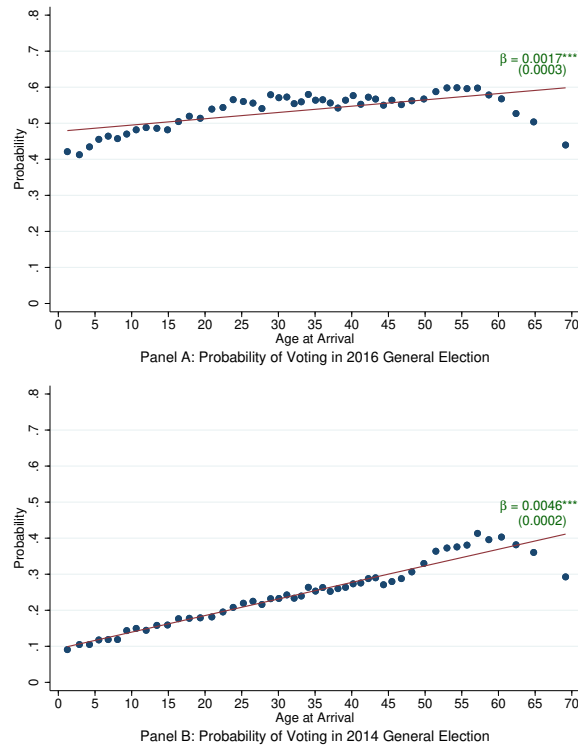 .8
.7
.6
.5
.4
.3
.2
.1
0
Probability
β = 0.0017***
(0.0003)
0 5 10 15 20 25 30 35 40 45 50 55 60 65 70
Age at Arrival
Panel A: Probability of Voting in 2016 General Election
.8
.7
.6
.5
.4
.3
.2
.1
0
Probability
β = 0.0046***
(0.0002)
0 5 10 15 20 25 30 35 40 45 50 55 60 65 70
Age at Arrival
Panel B: Probability of Voting in 2014 General Election